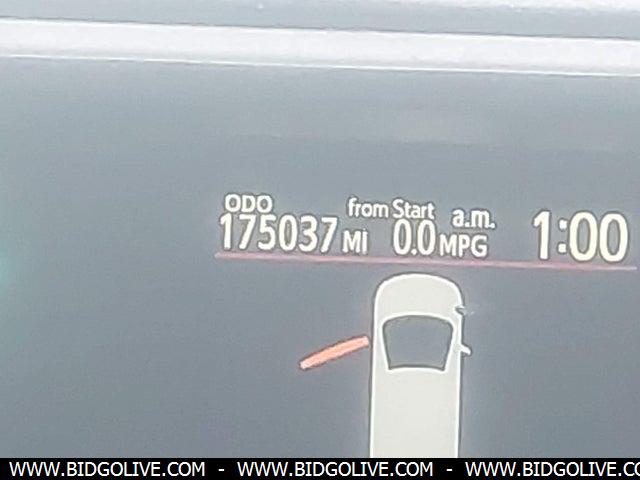 ODO from Start a.m. 1:00
175037 MI 0.0 MPG
WWW.BIDGOLIVE.COM - WWW.BIDGOLIVE.COM - WWW.BIDGOLIVE.CO